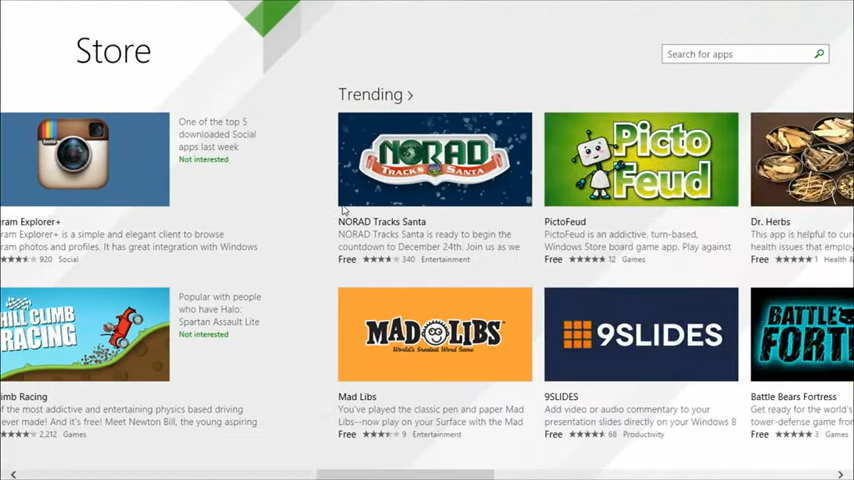 Store
Search for apps
One of the top 5
downloaded Social
apps last week
Not interested
gram Explorer+
gram Explorer+ is a simple and elegant client to browse
gram photos and profiles. It has great integration with Windows
920 Social
HILL CLIMB
RACING
Popular with people
who have Halo:
Spartan Assault Lite
Not interested
imb Racing
of the most addictive and entertaining physics based driving
ever made! And it's free! Meet Newton Bill, the young aspiring
2,212 Games
Trending >
NORAD
TRACKS SANTA
NORAD Tracks Santa
NORAD Tracks Santa is ready to begin the
countdown to December 24th. Join us as we
Free 340 Entertainment
Picto
Feud
PictoFeud
PictoFeud is an addictive, turn-based,
Windows Store board game app. Play against
Free 12 Games
Dr. Herbs
This app is helpful to cur
health issues that employ
Free 1 Health &
MAD LIBS
World's Greatest Word Game
Mad Libs
You've played the classic pen and paper Mad
Libs--now play on your Surface with the Mad
Free 9 Entertainment
9SLIDES
9SLIDES
Add video or audio commentary to your
presentation slides directly on your Windows 8
Free 68 Productivity
BATTLE
FORT
Battle Bears Fortress
Get ready for the world's
tower-defense game fro
Free 3 Games